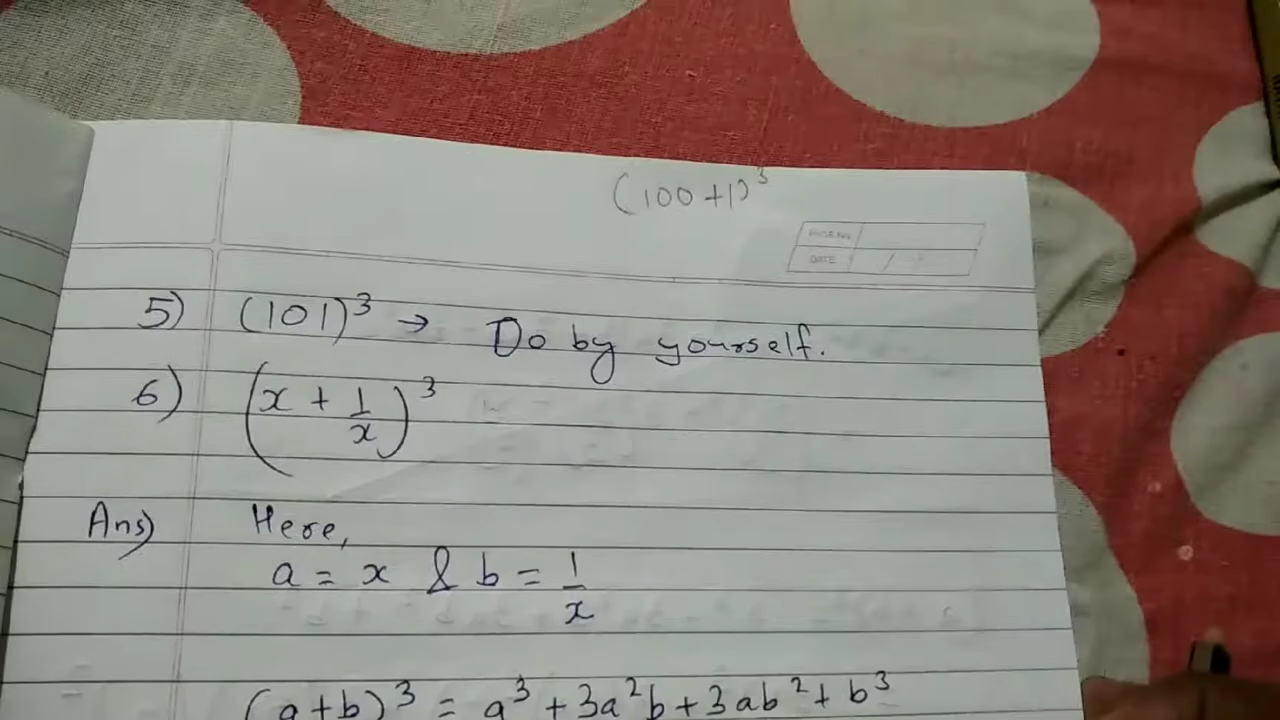 (100+1)³
PAGE NO.
DATE / /
5) (101)³ → Do by yourself.
6) (x + 1/x)³
Ans) Here,
a = x & b = 1/x
(a+b)³ = a³ + 3a²b + 3ab² + b³